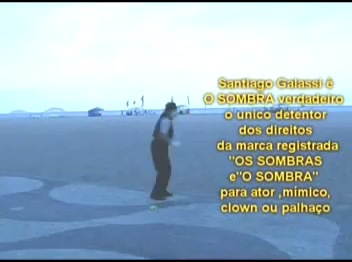 Santiago Galassi è
O SOMBRA verdadeiro
o unico detentor
dos direitos
da marca registrada
"OS SOMBRAS
e"O SOMBRA"
para ator ,mímico,
clown ou palhaço